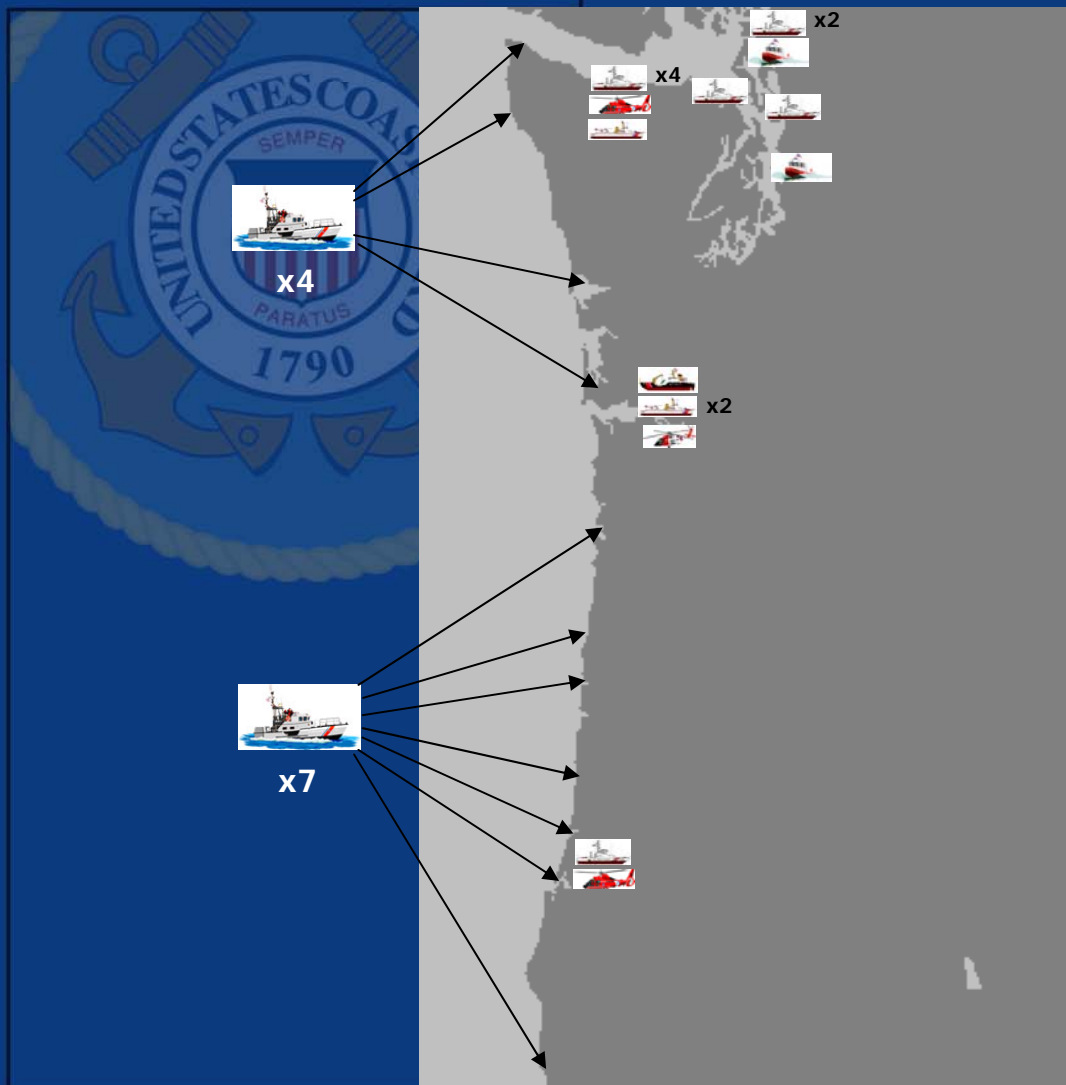 x2
x4
UNITED STATES COAS
SEMPER
x4
PARATUS
D
1790
x2
x7